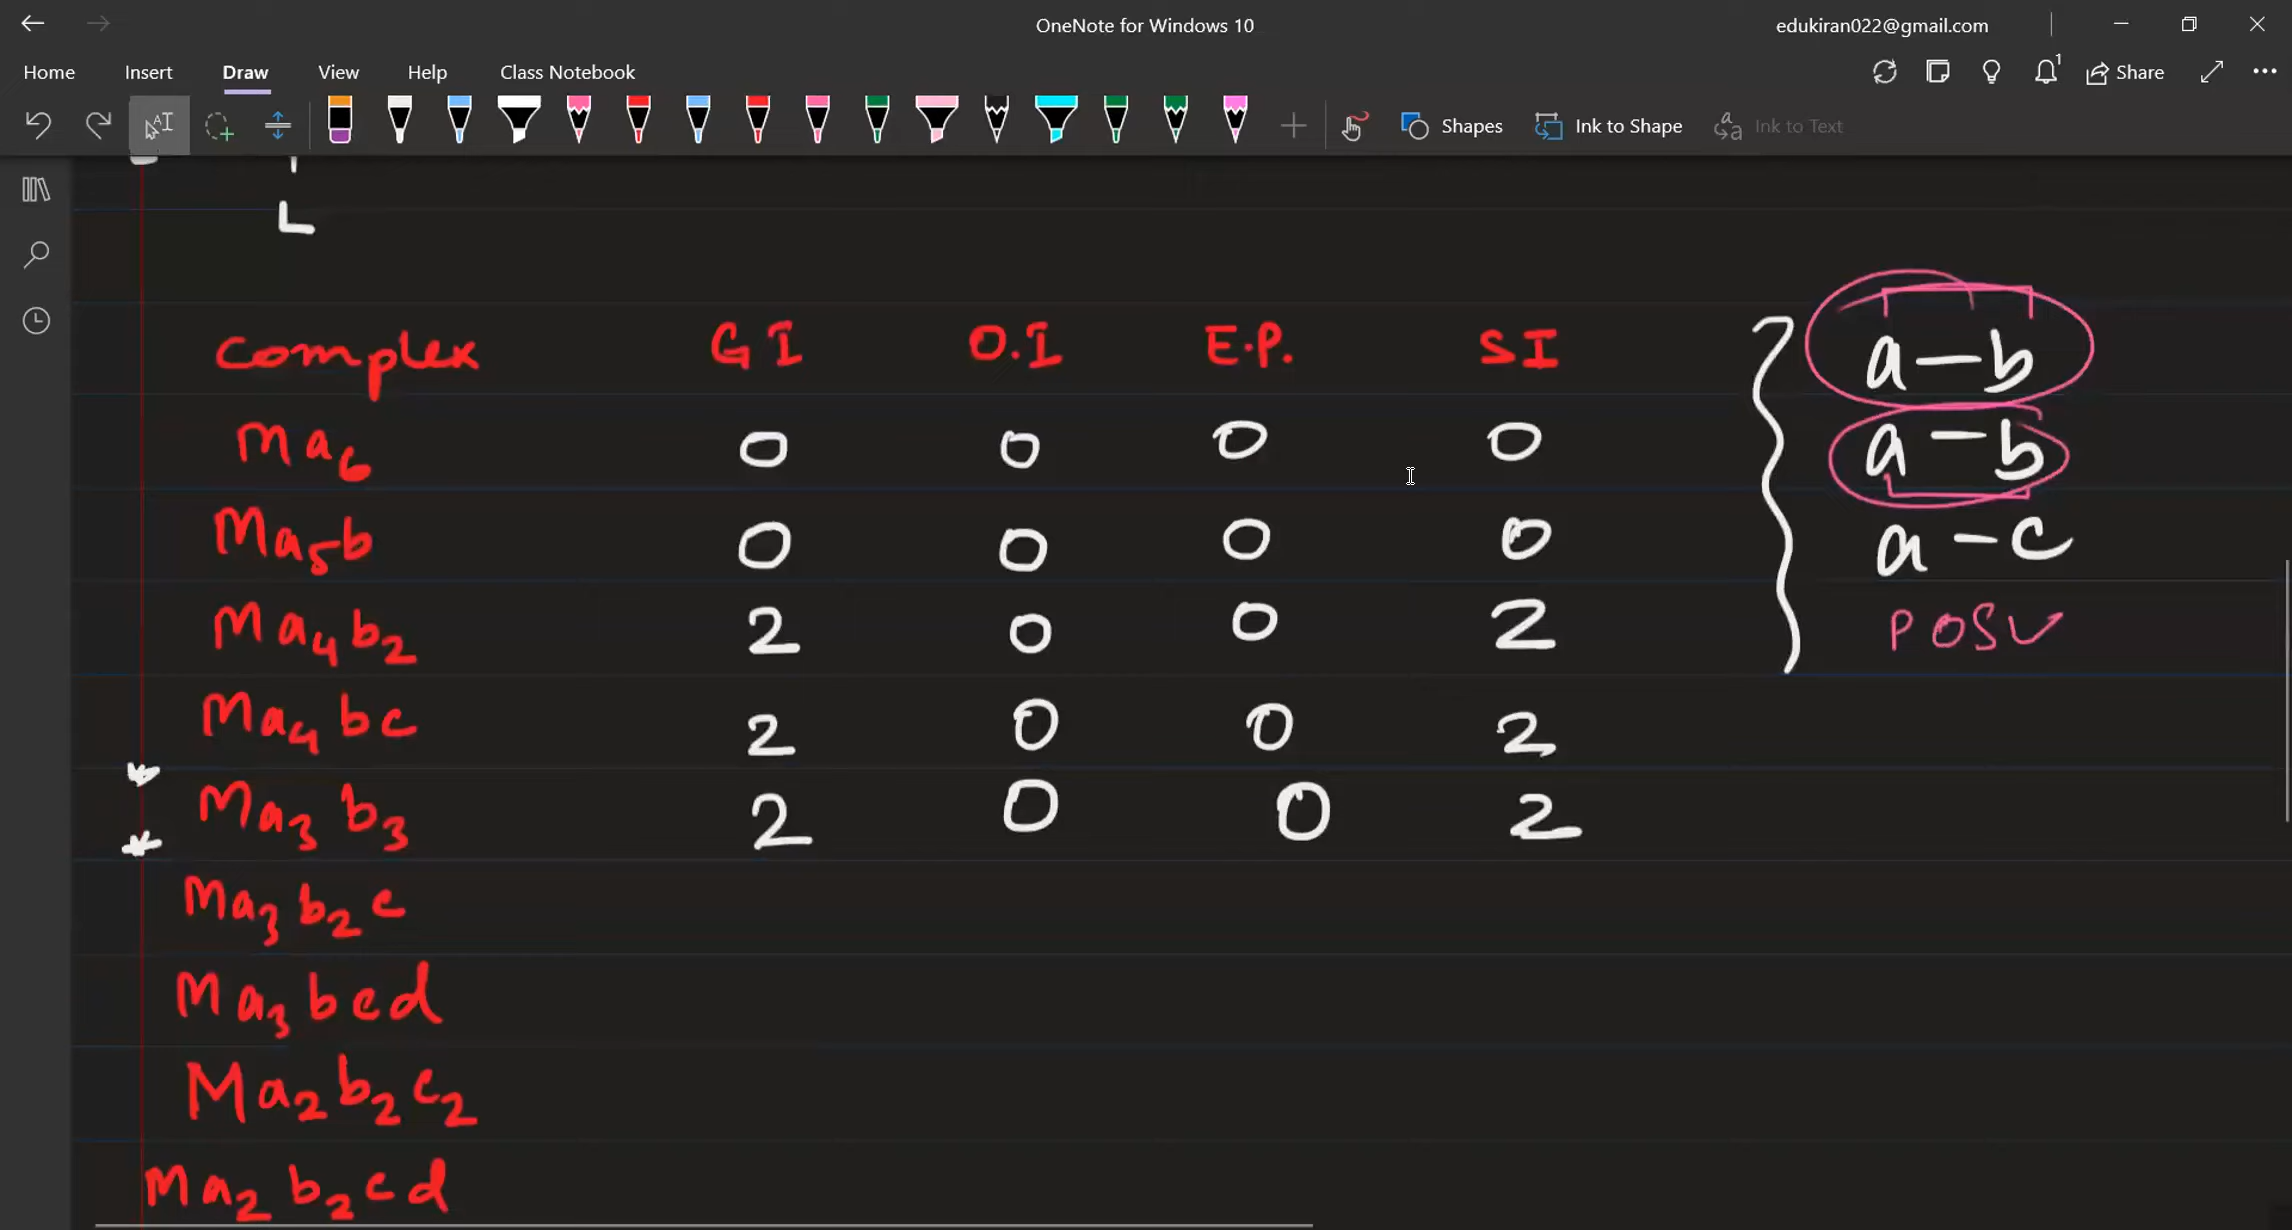 OneNote for Windows 10
edukiran022@gmail.com
Home Insert Draw View Help Class Notebook
1 Share
Shapes Ink to Shape Ink to Text
L
complex G I O.I E.P. S I a - b
Ma6 0 0 0 0 a - b
Ma5b 0 0 0 0 a - c
Ma4b2 2 0 0 2 POS
Ma4bc 2 0 0 2
Ma3b3 2 0 0 2
Ma3b2c
Ma3bcd
Ma2b2c2
Ma2b2cd